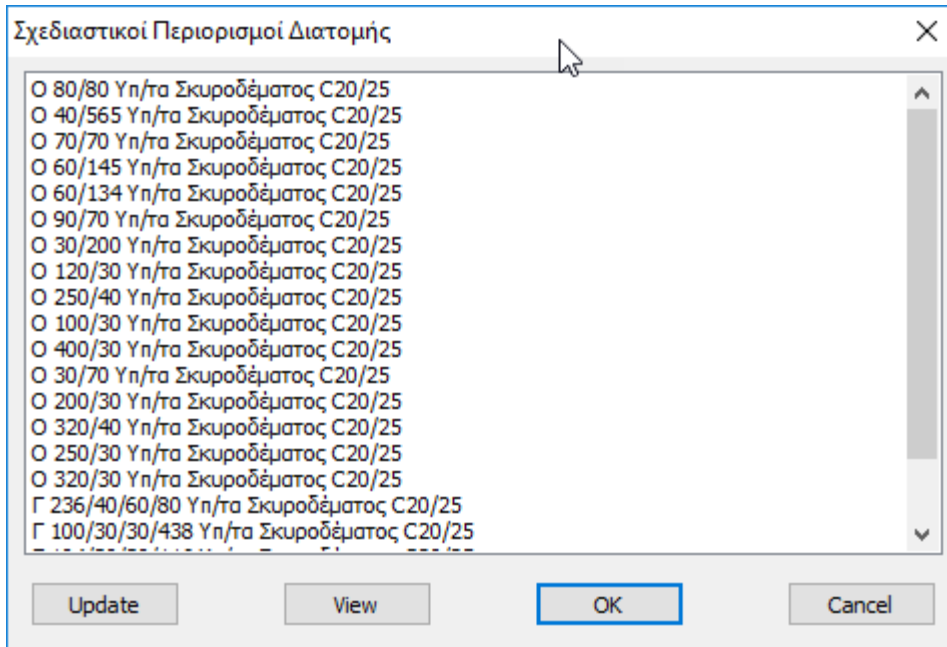 Σχεδιαστικοί Περιορισμοί Διατομής
Ο 80/80 Υπ/τα Σκυροδέματος C20/25
Ο 40/565 Υπ/τα Σκυροδέματος C20/25
Ο 70/70 Υπ/τα Σκυροδέματος C20/25
Ο 60/145 Υπ/τα Σκυροδέματος C20/25
Ο 60/134 Υπ/τα Σκυροδέματος C20/25
Ο 90/70 Υπ/τα Σκυροδέματος C20/25
Ο 30/200 Υπ/τα Σκυροδέματος C20/25
Ο 120/30 Υπ/τα Σκυροδέματος C20/25
Ο 250/40 Υπ/τα Σκυροδέματος C20/25
Ο 100/30 Υπ/τα Σκυροδέματος C20/25
Ο 400/30 Υπ/τα Σκυροδέματος C20/25
Ο 30/70 Υπ/τα Σκυροδέματος C20/25
Ο 200/30 Υπ/τα Σκυροδέματος C20/25
Ο 320/40 Υπ/τα Σκυροδέματος C20/25
Ο 250/30 Υπ/τα Σκυροδέματος C20/25
Ο 320/30 Υπ/τα Σκυροδέματος C20/25
Γ 236/40/60/80 Υπ/τα Σκυροδέματος C20/25
Γ 100/30/30/438 Υπ/τα Σκυροδέματος C20/25
Update View OK Cancel